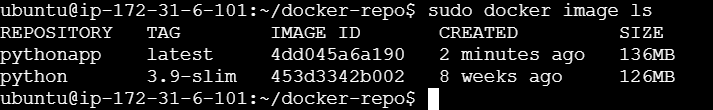 ubuntu@ip-172-31-6-101:~/docker-repo$ sudo docker image ls
REPOSITORY   TAG        IMAGE ID       CREATED         SIZE
pythonapp    latest     4dd045a6a190   2 minutes ago   136MB
python       3.9-slim   453d3342b002   8 weeks ago     126MB
ubuntu@ip-172-31-6-101:~/docker-repo$